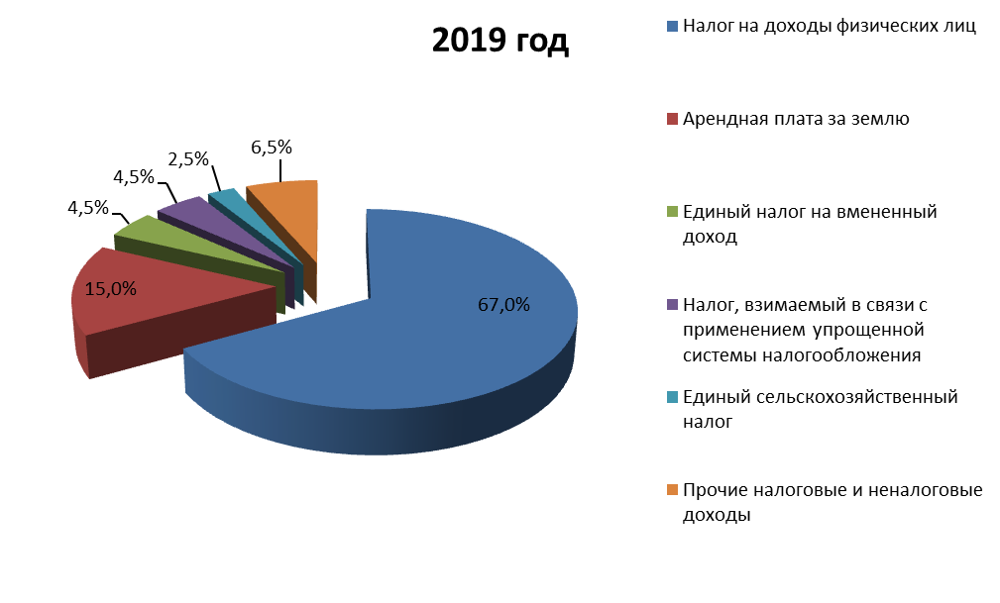 2019 год
6,5%
2,5%
4,5%
4,5%
15,0%
67,0%
Налог на доходы физических лиц
Арендная плата за землю
Единый налог на вмененный
доход
Налог, взимаемый в связи с
применением упрощенной
системы налогообложения
Единый сельскохозяйственный
налог
Прочие налоговые и неналоговые
доходы